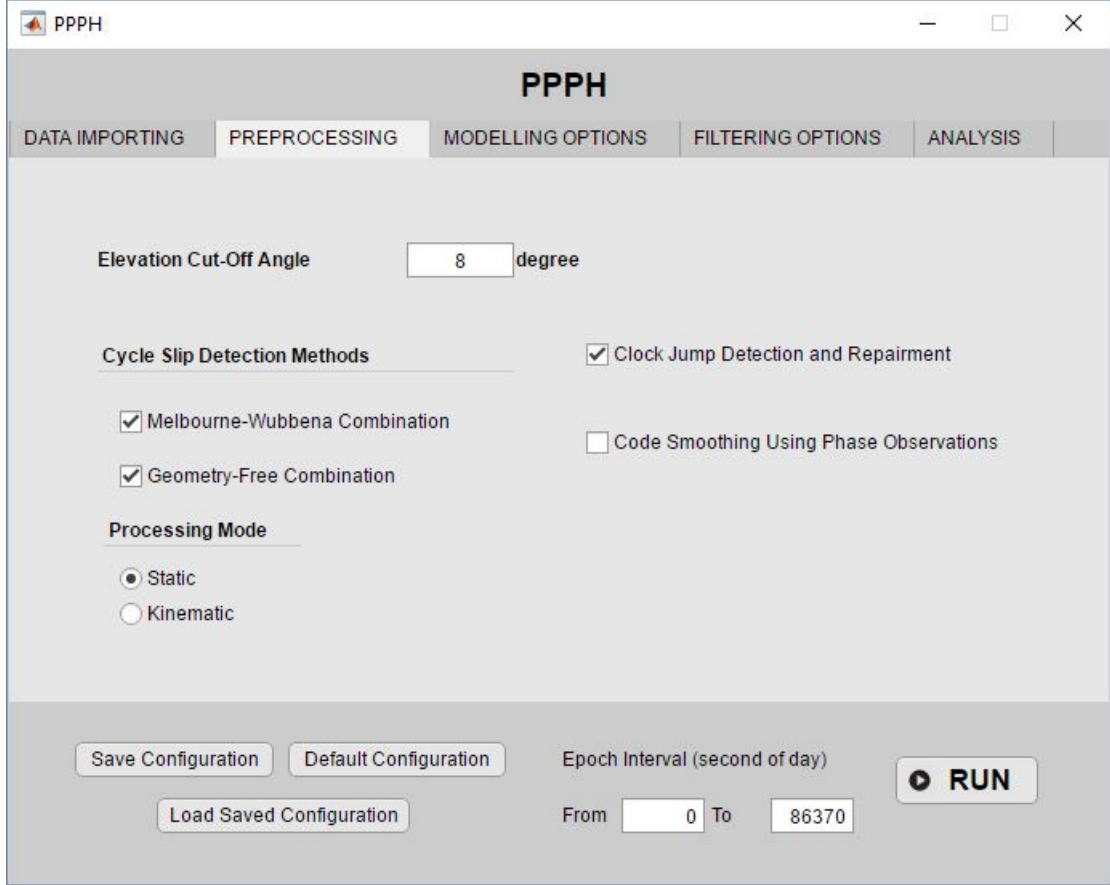 PPPH
PPPH
DATA IMPORTING PREPROCESSING MODELLING OPTIONS FILTERING OPTIONS ANALYSIS
Elevation Cut-Off Angle 8 degree
Cycle Slip Detection Methods
Clock Jump Detection and Repairment
Melbourne-Wubbena Combination
Code Smoothing Using Phase Observations
Geometry-Free Combination
Processing Mode
Static
Kinematic
Save Configuration Default Configuration Epoch Interval (second of day)
RUN
Load Saved Configuration From 0 To 86370